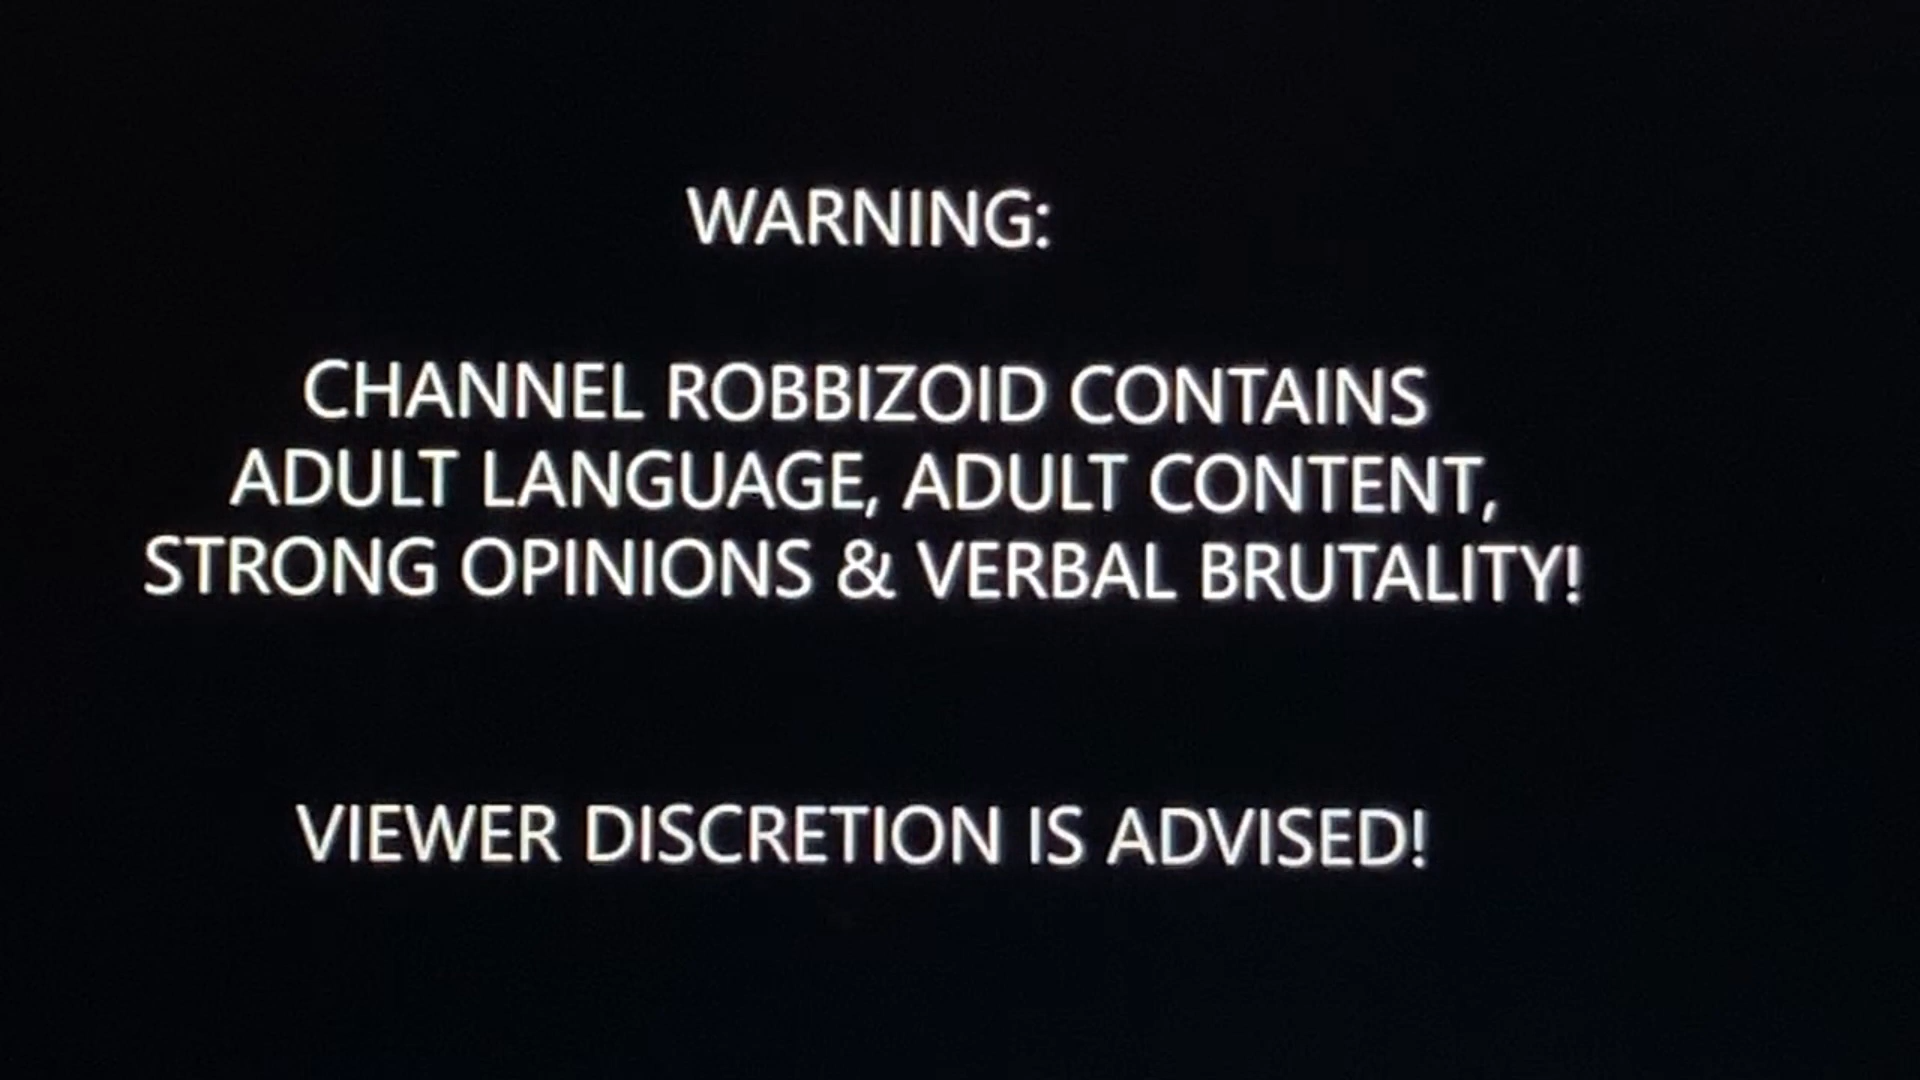 WARNING:
CHANNEL ROBBIZOID CONTAINS
ADULT LANGUAGE, ADULT CONTENT,
STRONG OPINIONS & VERBAL BRUTALITY!
VIEWER DISCRETION IS ADVISED!